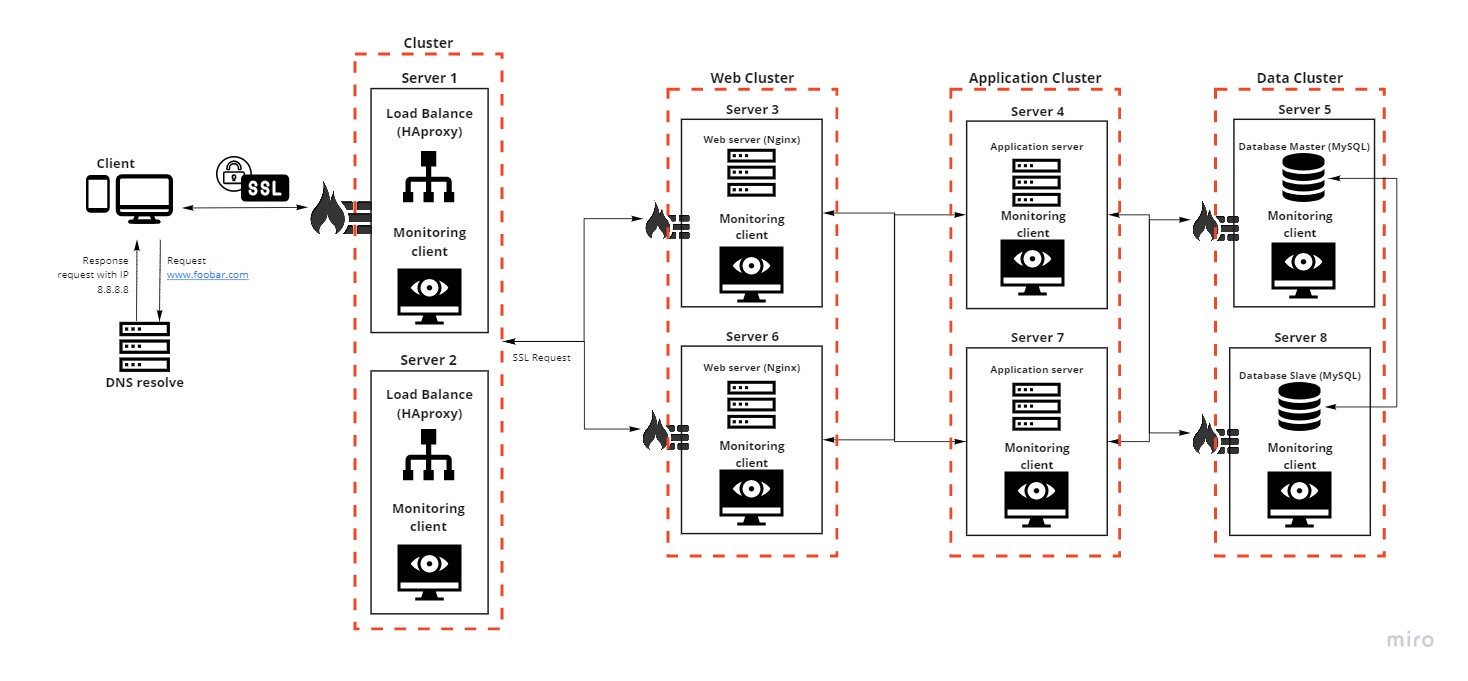 Client
SSL
Response
request with IP
8.8.8.8
Request
www.foobar.com
DNS resolve
Cluster
Server 1
Load Balance
(HAproxy)
Monitoring
client
Server 2
Load Balance
(HAproxy)
Monitoring
client
SSL Request
Web Cluster
Server 3
Web server (Nginx)
Monitoring
client
Server 6
Web server (Nginx)
Monitoring
client
Application Cluster
Server 4
Application server
Monitoring
client
Server 7
Application server
Monitoring
client
Data Cluster
Server 5
Database Master (MySQL)
Monitoring
client
Server 8
Database Slave (MySQL)
Monitoring
client
miro